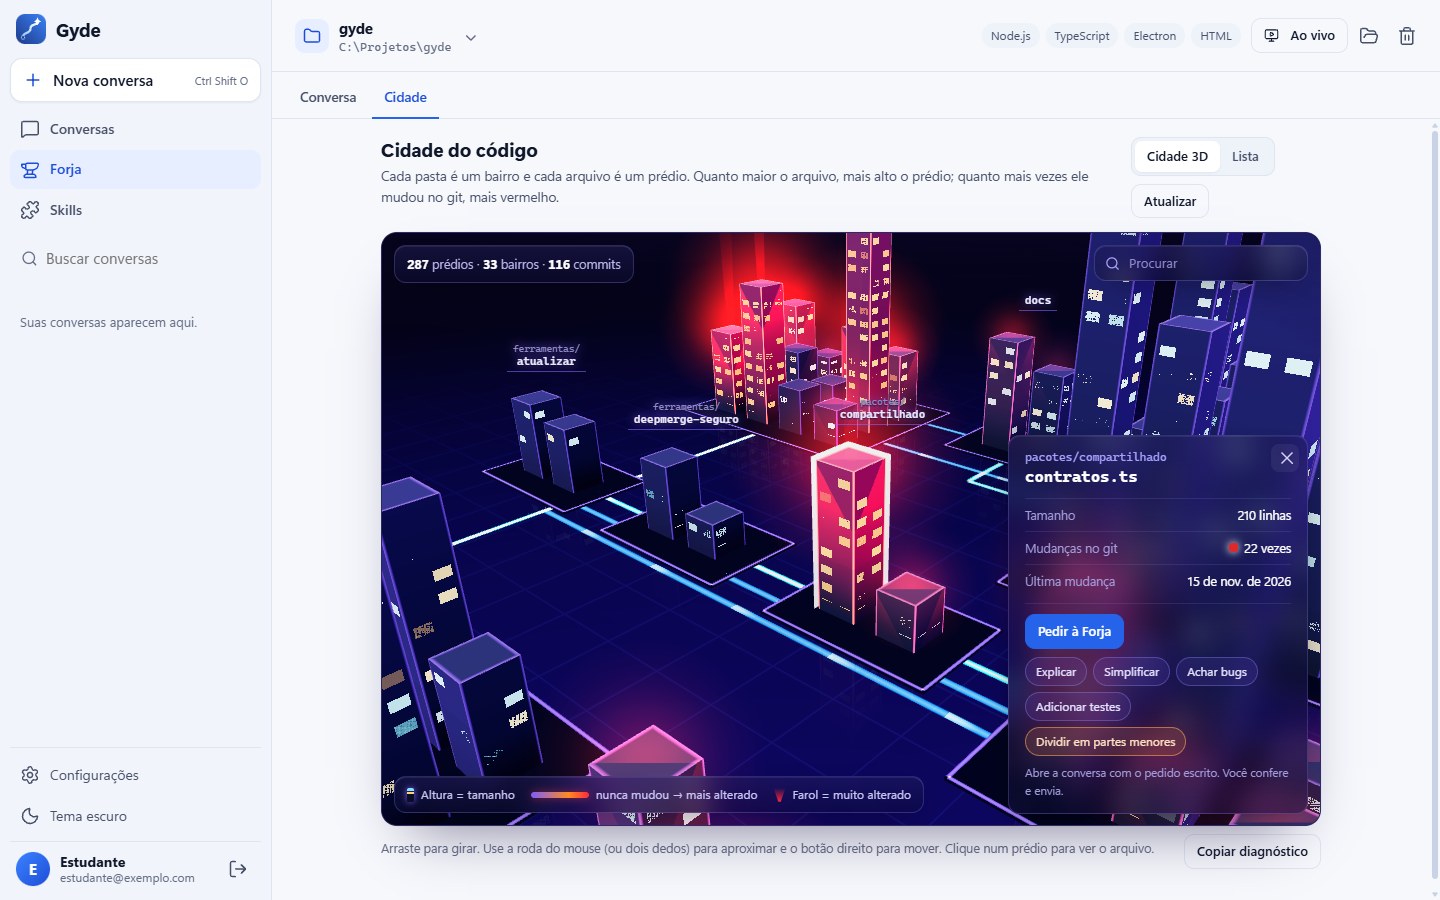 Gyde
Nova conversa
Ctrl Shift O
Conversas
Forja
Skills
Buscar conversas
Suas conversas aparecem aqui.
Configurações
Tema escuro
E
Estudante
estudante@exemplo.com
gyde
C:\Projetos\gyde
Node.js
TypeScript
Electron
HTML
Ao vivo
Conversa
Cidade
Cidade do código
Cada pasta é um bairro e cada arquivo é um prédio. Quanto maior o arquivo, mais alto o prédio; quanto mais vezes ele
mudou no git, mais vermelho.
Cidade 3D
Lista
Atualizar
287 prédios · 33 bairros · 116 commits
Procurar
docs
ferramentas/
atualizar
ferramentas/
deepmerge-seguro
pacotes/
compartilhado
pacotes/compartilhado
contratos.ts
Tamanho
210 linhas
Mudanças no git
22 vezes
Última mudança
15 de nov. de 2026
Pedir à Forja
Explicar
Simplificar
Achar bugs
Adicionar testes
Dividir em partes menores
Abre a conversa com o pedido escrito. Você confere
e envia.
Altura = tamanho
nunca mudou → mais alterado
Farol = muito alterado
Arraste para girar. Use a roda do mouse (ou dois dedos) para aproximar e o botão direito para mover. Clique num prédio para ver o arquivo.
Copiar diagnóstico